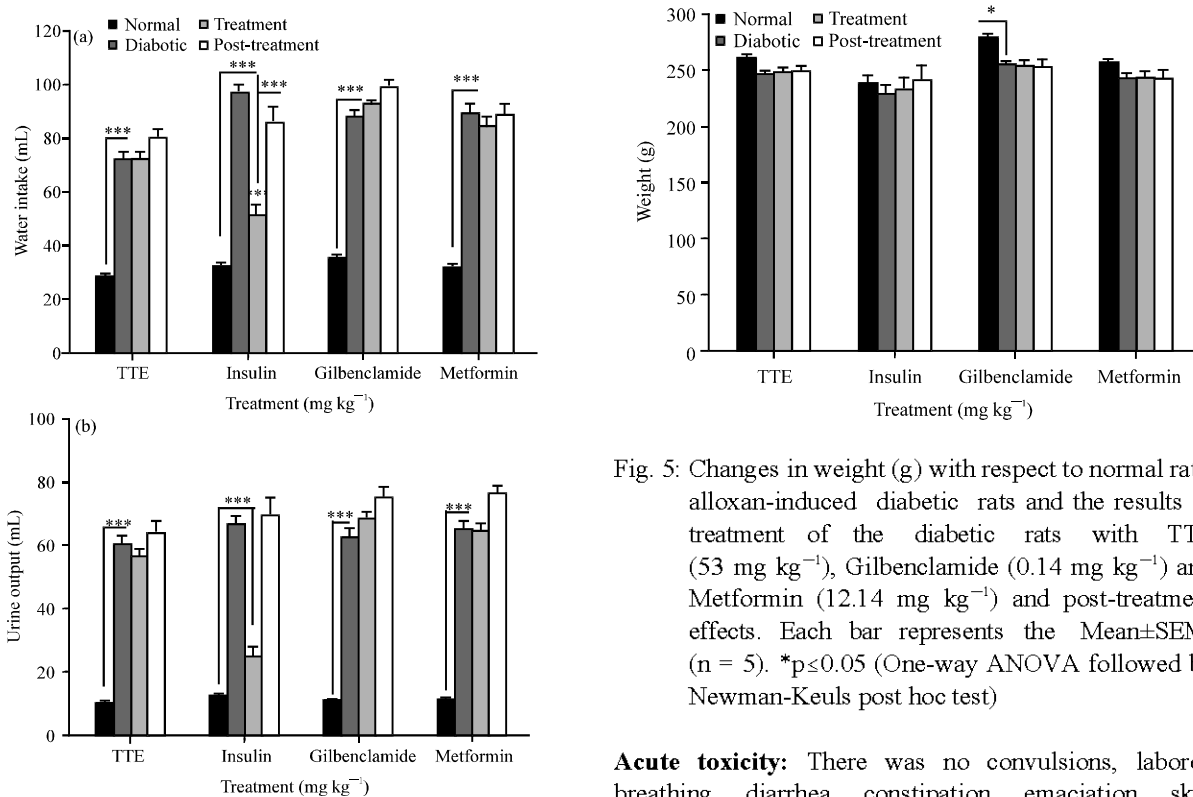 (a)
Normal
Treatment
Diabotic
Post-treatment
120
100
80
60
40
20
0
Water intake (mL)
***
***
***
***
***
***
TTE
Insulin
Gilbenclamide
Metformin
Treatment (mg kg⁻¹)
(b)
100
80
60
40
20
0
Urine output (mL)
***
***
***
***
TTE
Insulin
Gilbenclamide
Metformin
Treatment (mg kg⁻¹)
Normal
Treatment
Diabotic
Post-treatment
300
250
200
150
100
50
0
Weight (g)
*
TTE
Insulin
Gilbenclamide
Metformin
Treatment (mg kg⁻¹)
Fig. 5: Changes in weight (g) with respect to normal rat
alloxan-induced diabetic rats and the results
treatment of the diabetic rats with TT
(53 mg kg⁻¹), Gilbenclamide (0.14 mg kg⁻¹) an
Metformin (12.14 mg kg⁻¹) and post-treatme
effects. Each bar represents the Mean±SEM
(n = 5). *p≤0.05 (One-way ANOVA followed b
Newman-Keuls post hoc test)
Acute toxicity: There was no convulsions, labore
breathing diarrhea constipation emaciation